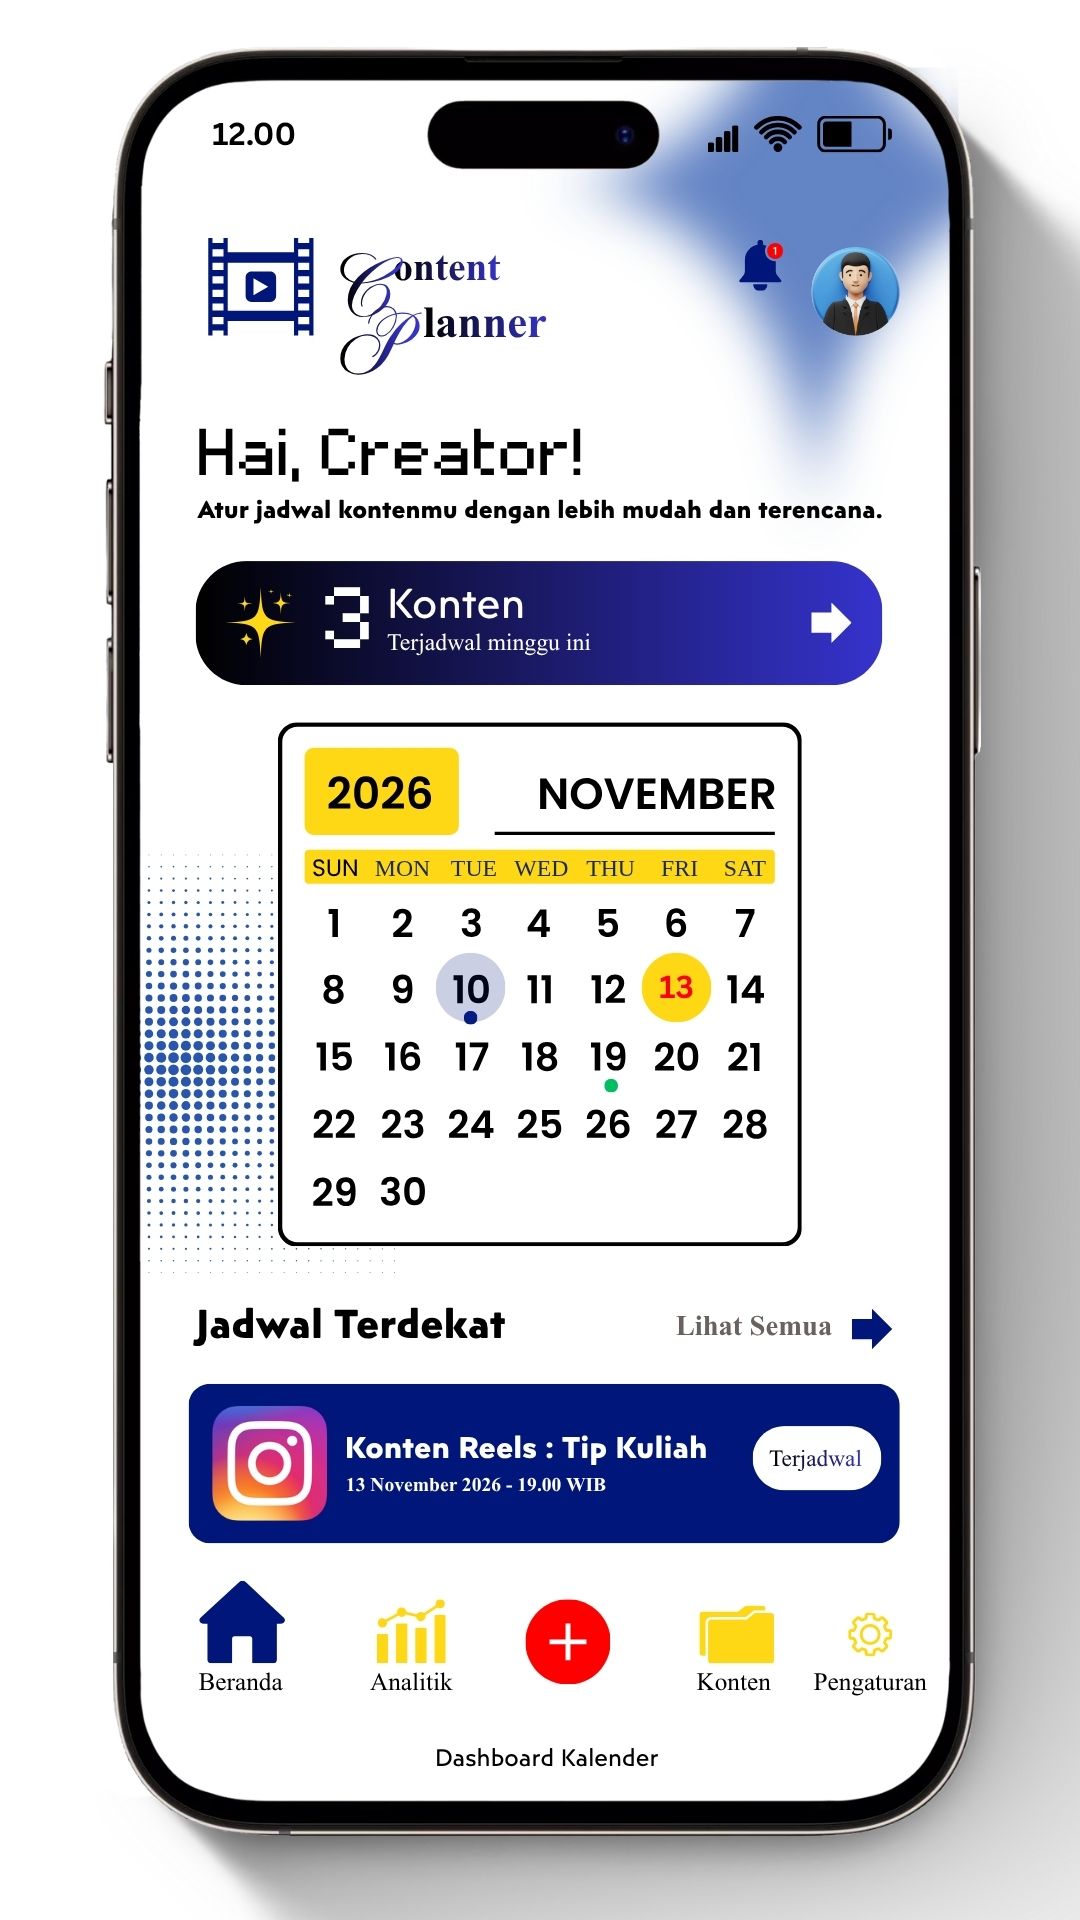 12.00
1
Content
Planner
Hai, Creator!
Atur jadwal kontenmu dengan lebih mudah dan terencana.
3 Konten
Terjadwal minggu ini
2026 NOVEMBER
SUN MON TUE WED THU FRI SAT
1 2 3 4 5 6 7
8 9 10 11 12 13 14
15 16 17 18 19 20 21
22 23 24 25 26 27 28
29 30
Jadwal Terdekat Lihat Semua
Konten Reels : Tip Kuliah
13 November 2026 - 19.00 WIB
Terjadwal
Beranda Analitik Konten Pengaturan
Dashboard Kalender